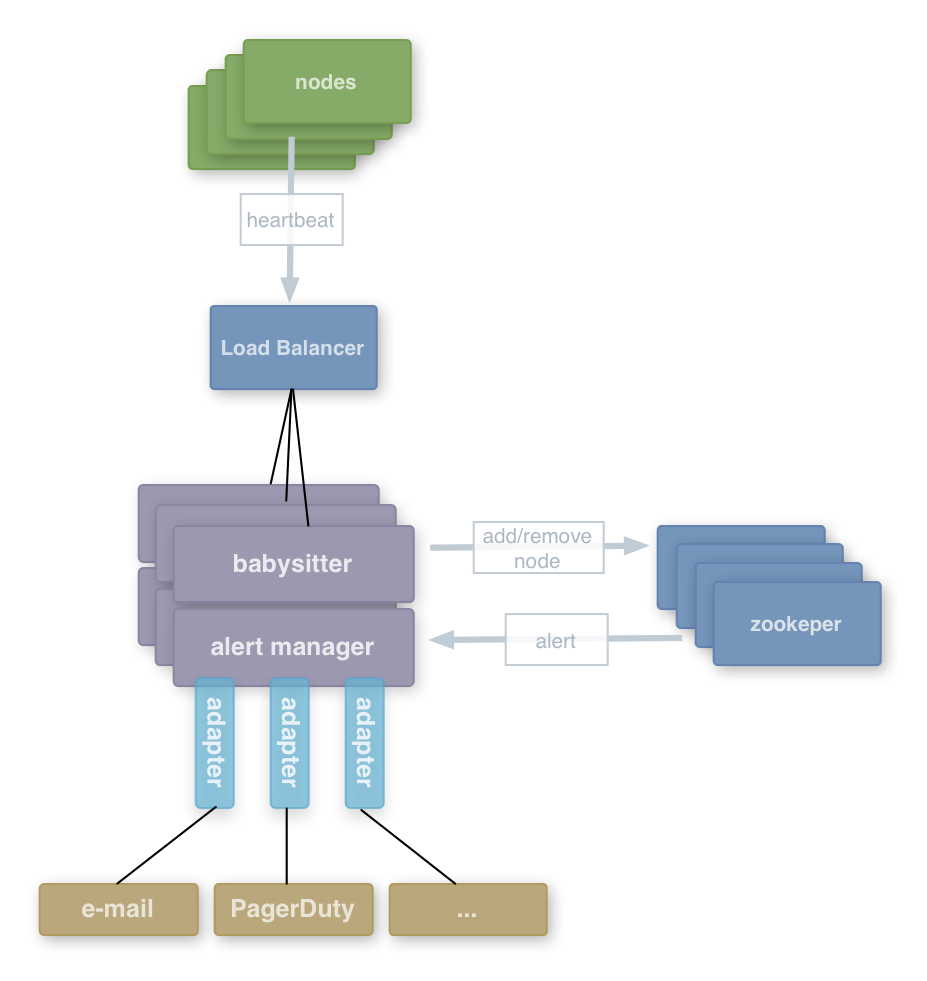 nodes
heartbeat
Load Balancer
babysitter
add/remove
node
zookeper
alert manager
alert
adapter
adapter
adapter
e-mail
PagerDuty
...